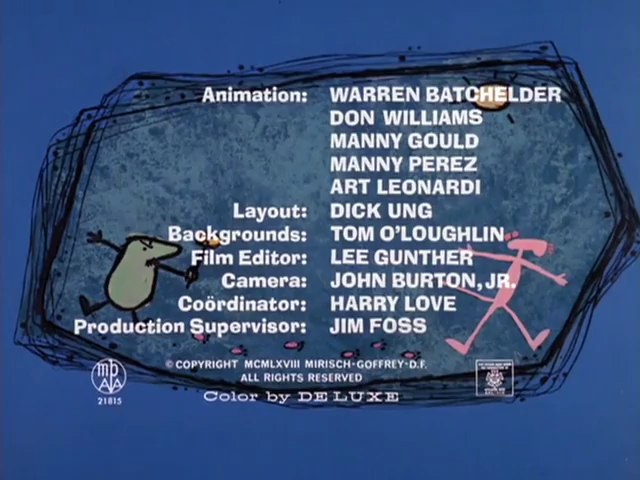 Animation: WARREN BATCHELDER
DON WILLIAMS
MANNY GOULD
MANNY PEREZ
ART LEONARDI
Layout: DICK UNG
Backgrounds: TOM O'LOUGHLIN
Film Editor: LEE GUNTHER
Camera: JOHN BURTON, JR.
Coördinator: HARRY LOVE
Production Supervisor: JIM FOSS
© COPYRIGHT MCMLXVIII MIRISCH-GOFFREY-D.F.
ALL RIGHTS RESERVED
Color by DE LUXE
21815